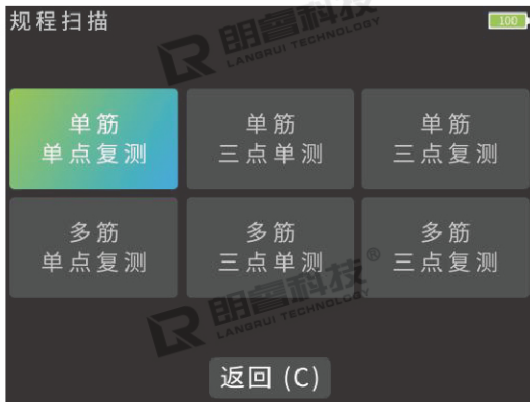 规程扫描
100
朗睿科技
LANGRUI TECHNOLOGY
单筋
单点复测
单筋
三点单测
单筋
三点复测
多筋
单点复测
多筋
三点单测
多筋
三点复测
朗睿科技®
LANGRUI TECHNOLOGY
返回 (C)